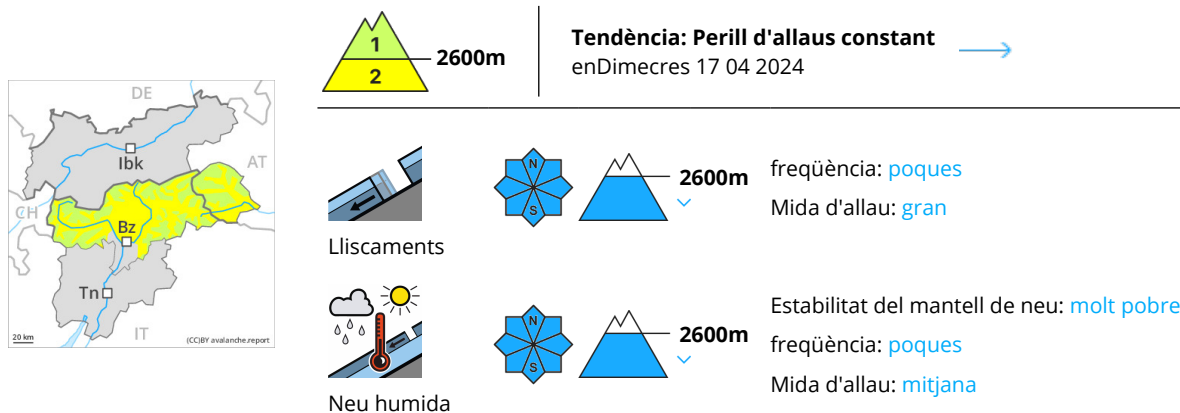 1
2
2600m
Tendència: Perill d'allaus constant
enDimecres 17 04 2024
DE
Ibk
AT
CH
Bz
Tn
IT
20 km
(CC)BY avalanche.report
N
S
2600m
freqüència: poques
Mida d'allau: gran
Lliscaments
N
S
2600m
Estabilitat del mantell de neu: molt pobre
freqüència: poques
Mida d'allau: mitjana
Neu humida